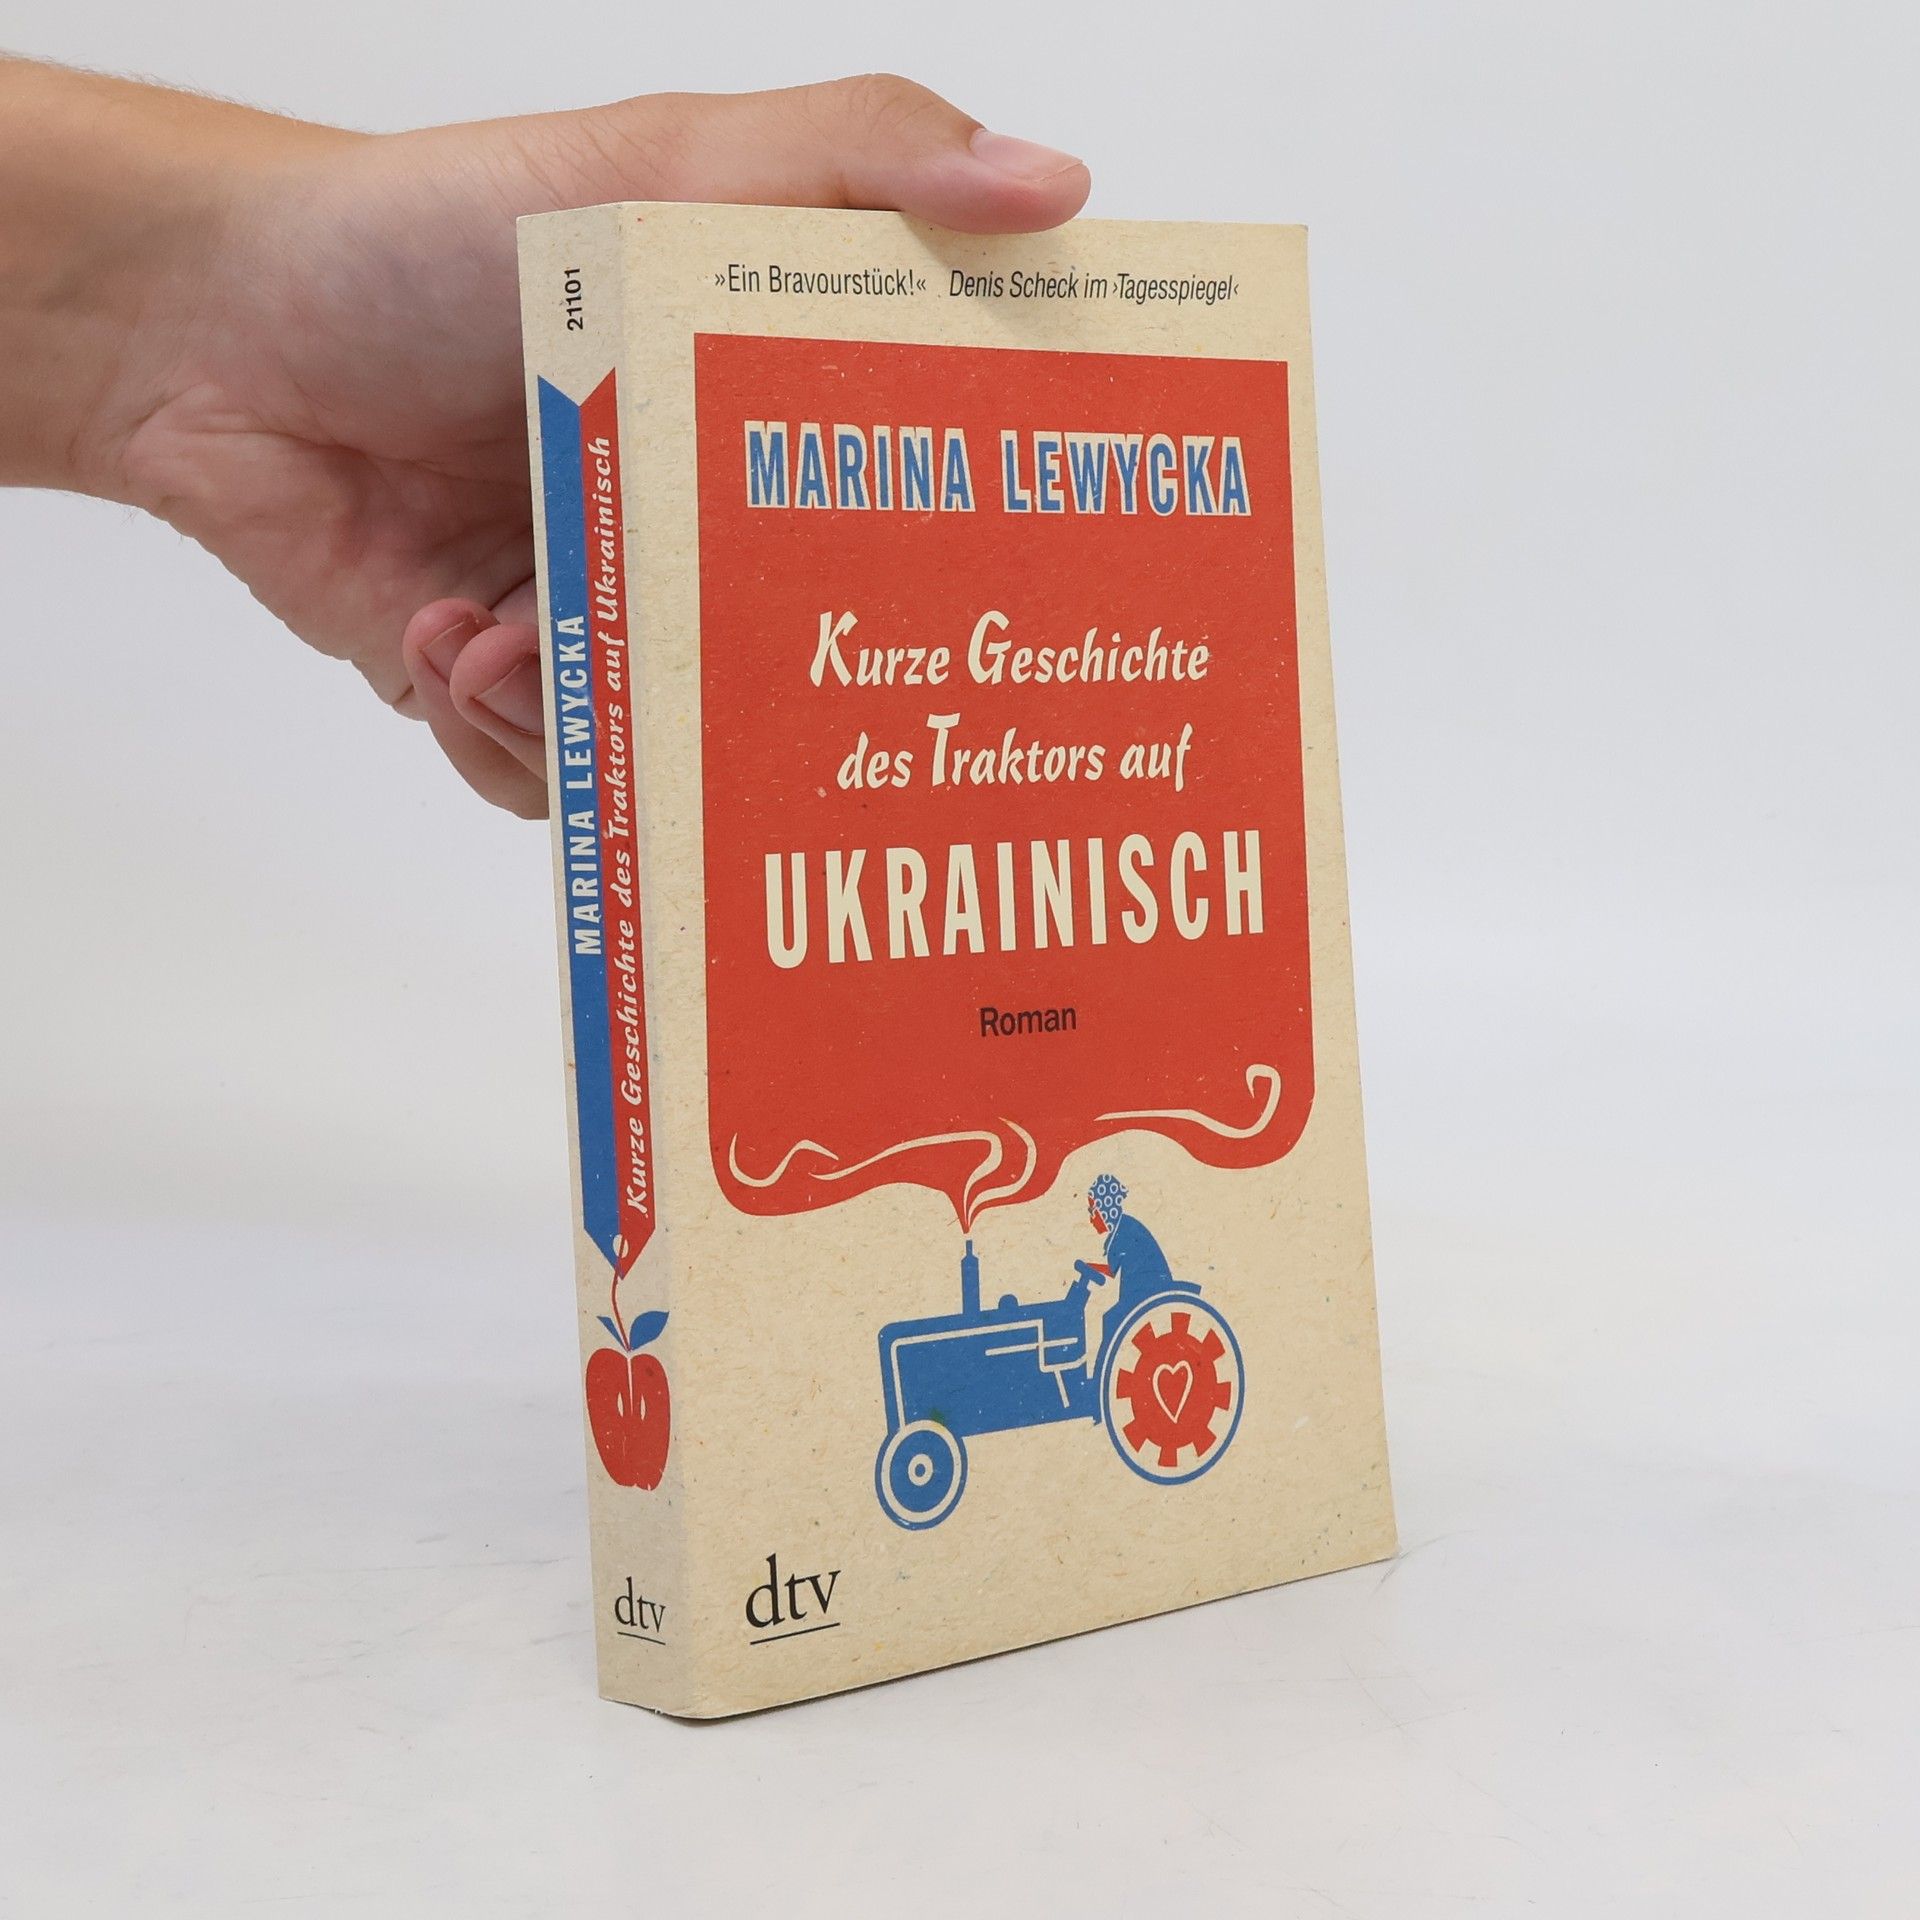 »Ein Bravourstück!« Denis Scheck im ›Tagesspiegel‹
MARINA LEWYCKA
Kurze Geschichte
des Traktors auf
UKRAINISCH
Roman
dtv
21101
MARINA LEWYCKA
Kurze Geschichte des Traktors auf Ukrainisch
dtv